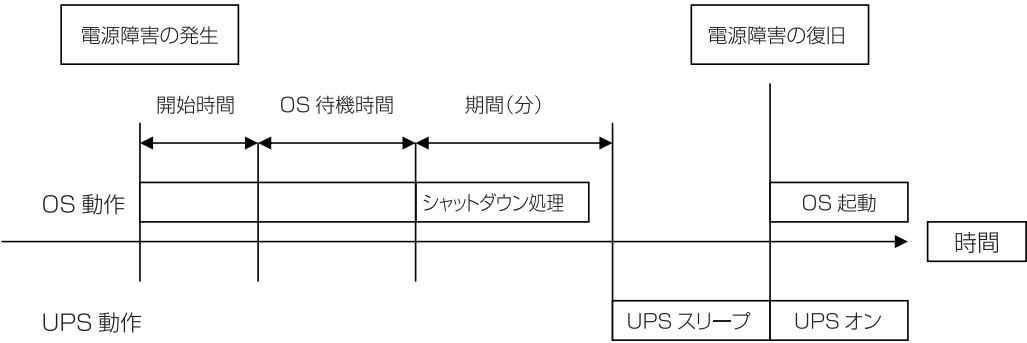 電源障害の発生
電源障害の復旧
開始時間
OS 待機時間
期間(分)
OS 動作
シャットダウン処理
OS 起動
時間
UPS 動作
UPS スリープ
UPS オン